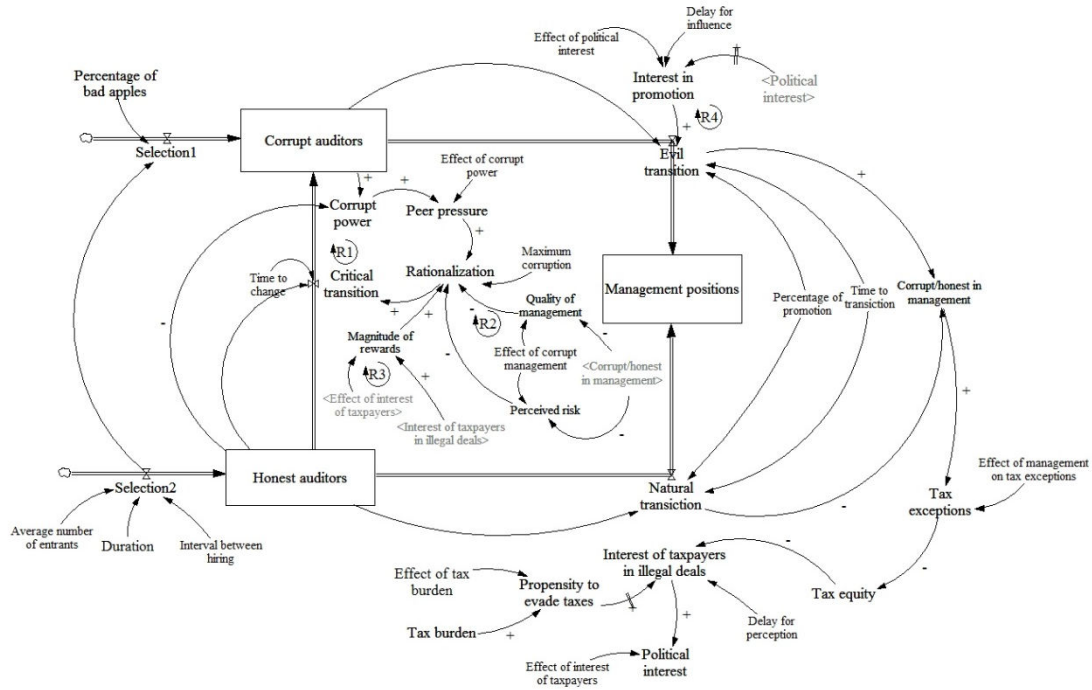 Delay for
influence
Effect of political
interest
Percentage of
bad apples
Interest in
promotion
<Political
interest>
R4
+
Corrupt auditors
Selection1
Evil
transition
+
Effect of corrupt
power
+
+
Corrupt
power
Peer pressure
+
R1
Maximum
corruption
Time to
change
Critical
transition
Rationalization
Management positions
Percentage of
promotion
Time to
transiction
Corrupt/honest
in management
-
Quality of
management
-
R2
-
+
+
Magnitude of
rewards
-
Effect of corrupt
management
<Corrupt/honest
in management>
R3
+
+
<Effect of interest
of taxpayers>
<Interest of taxpayers
in illegal deals>
Perceived risk
-
Honest auditors
Selection2
Natural
transiction
-
Tax
exceptions
Effect of management
on tax exceptions
Average number
of entrants
Duration
Interval between
hiring
-
Interest of taxpayers
in illegal deals
-
Effect of tax
burden
Propensity to
evade taxes
+
Tax equity
Tax burden
+
+
Delay for
perception
Effect of interest
of taxpayers
Political
interest